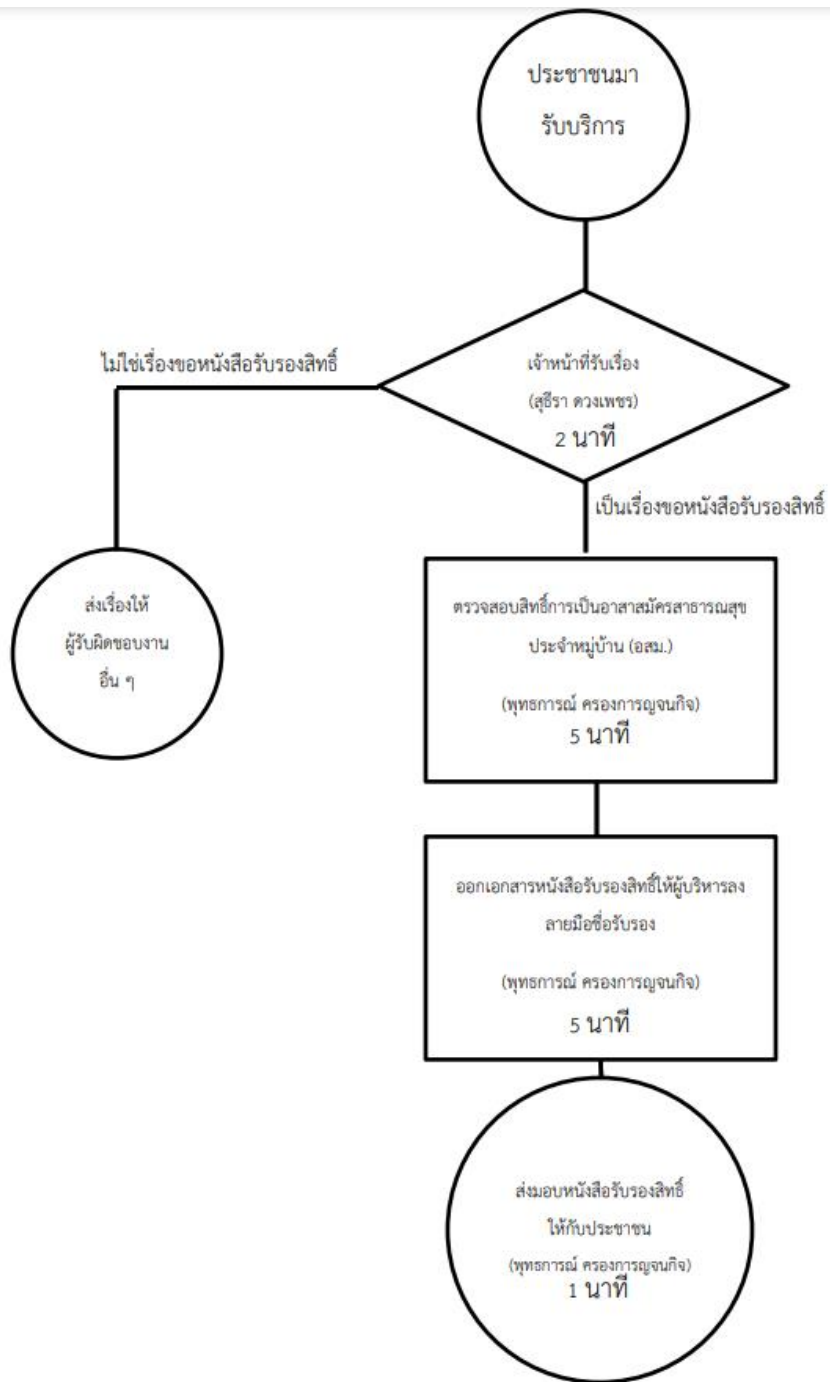 ประชาชนมา
รับบริการ
ไม่ใช่เรื่องขอหนังสือรับรองสิทธิ์
เจ้าหน้าที่รับเรื่อง
(สุธีรา ดวงเพชร)
2 นาที
เป็นเรื่องขอหนังสือรับรองสิทธิ์
ส่งเรื่องให้
ผู้รับผิดชอบงาน
อื่น ๆ
ตรวจสอบสิทธิ์การเป็นอาสาสมัครสาธารณสุข
ประจำหมู่บ้าน (อสม.)
(พุทธการณ์ ครองการญจนกิจ)
5 นาที
ออกเอกสารหนังสือรับรองสิทธิ์ให้ผู้บริหารลง
ลายมือชื่อรับรอง
(พุทธการณ์ ครองการญจนกิจ)
5 นาที
ส่งมอบหนังสือรับรองสิทธิ์
ให้กับประชาชน
(พุทธการณ์ ครองการญจนกิจ)
1 นาที